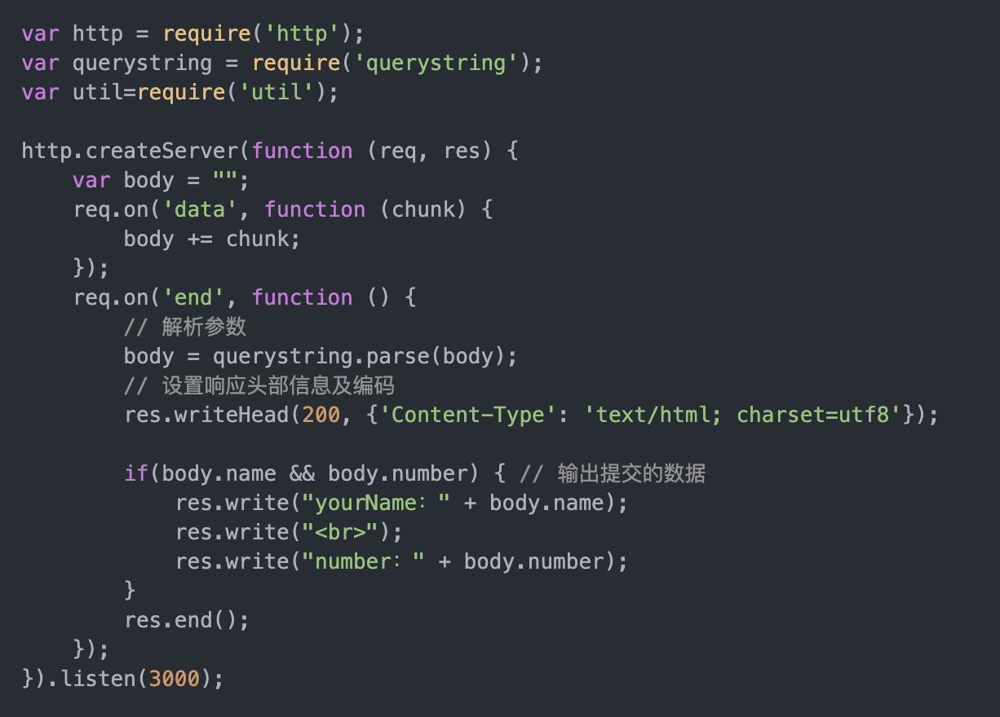 var http = require('http');
var querystring = require('querystring');
var util=require('util');

http.createServer(function (req, res) {
    var body = "";
    req.on('data', function (chunk) {
        body += chunk;
    });
    req.on('end', function () {
        // 解析参数
        body = querystring.parse(body);
        // 设置响应头部信息及编码
        res.writeHead(200, {'Content-Type': 'text/html; charset=utf8'});

        if(body.name && body.number) { // 输出提交的数据
            res.write("yourName：" + body.name);
            res.write("<br>");
            res.write("number：" + body.number);
        }
        res.end();
    });
}).listen(3000);